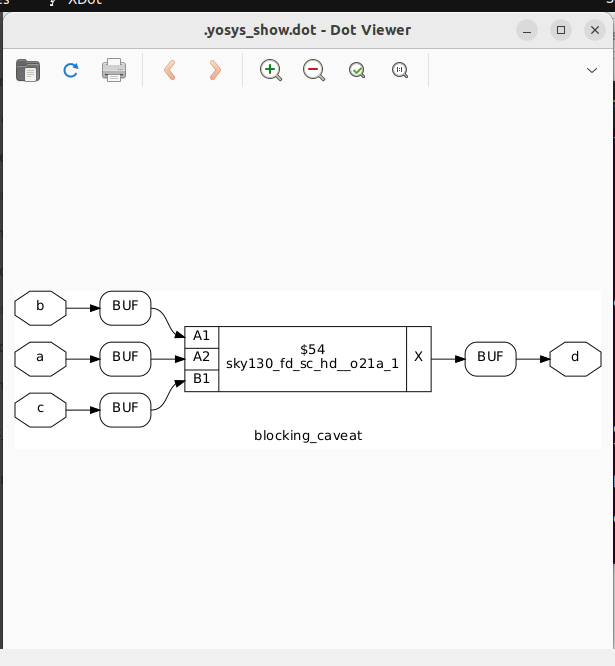 XDot
.yosys_show.dot - Dot Viewer
b
BUF
a
BUF
c
BUF
A1
A2
B1
$54
sky130_fd_sc_hd__o21a_1
X
BUF
d
blocking_caveat